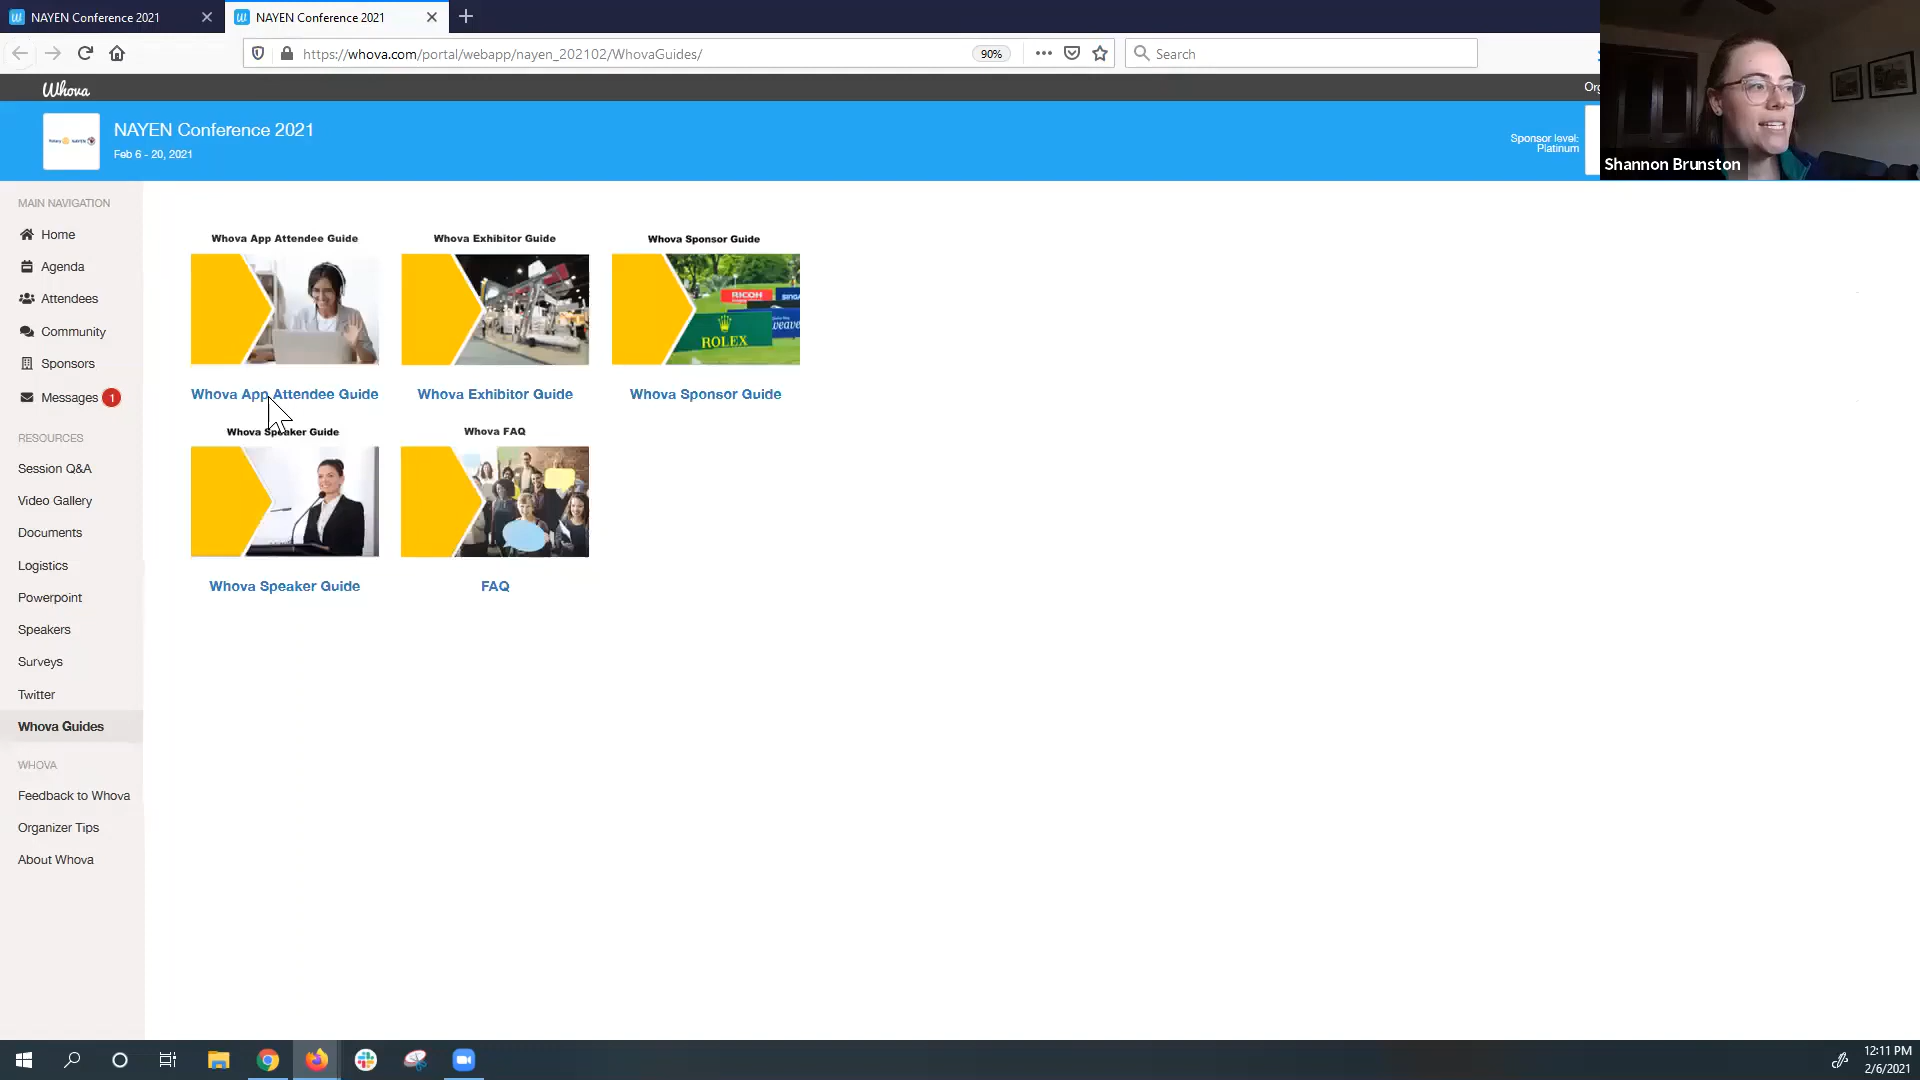 NAYEN Conference 2021
NAYEN Conference 2021
https://whova.com/portal/webapp/nayen_202102/WhovaGuides/
90%
Search
Whova
Org
NAYEN Conference 2021
Feb 6 - 20, 2021
Rotary NAYEN
Sponsor level:
Platinum
Shannon Brunston
MAIN NAVIGATION
Home
Agenda
Attendees
Community
Sponsors
Messages 1
RESOURCES
Session Q&A
Video Gallery
Documents
Logistics
Powerpoint
Speakers
Surveys
Twitter
Whova Guides
WHOVA
Feedback to Whova
Organizer Tips
About Whova
Whova App Attendee Guide
Whova Exhibitor Guide
Whova Sponsor Guide
RICOH
ROLEX
Whova App Attendee Guide
Whova Exhibitor Guide
Whova Sponsor Guide
Whova Speaker Guide
Whova FAQ
Whova Speaker Guide
FAQ
12:11 PM
2/6/2021